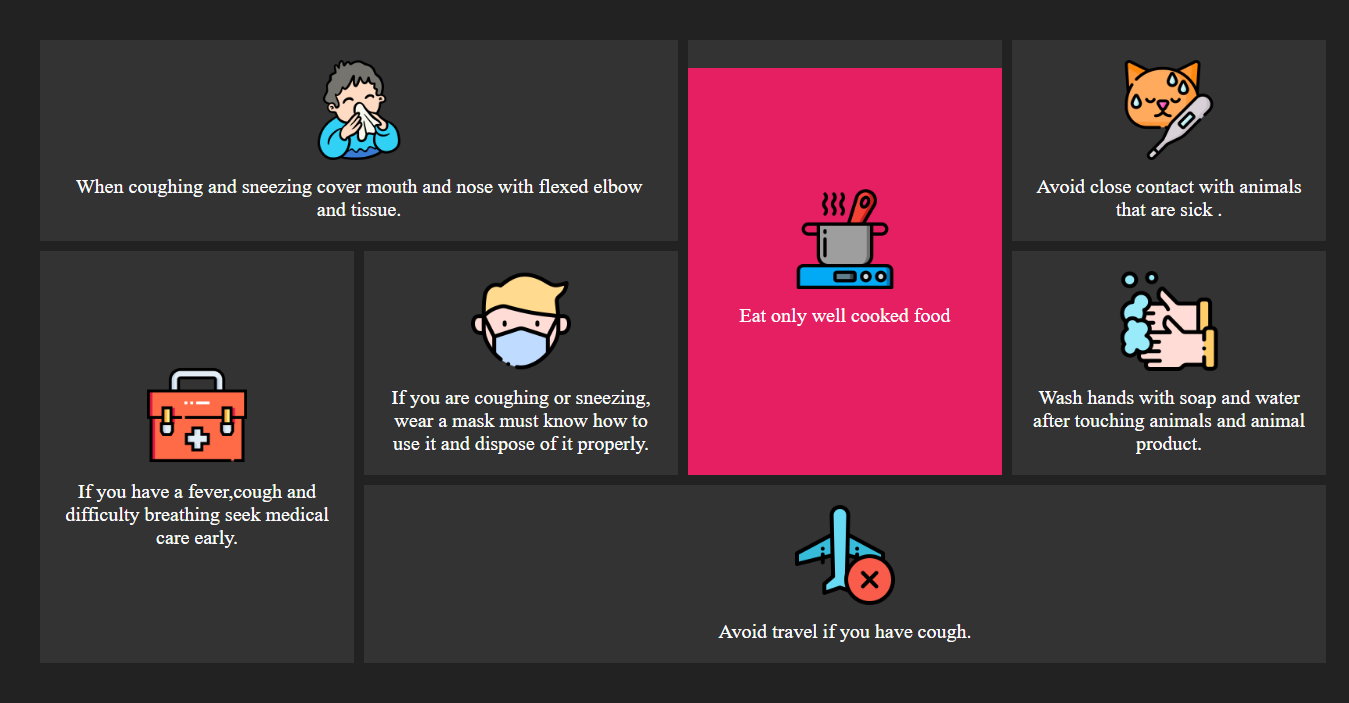 When coughing and sneezing cover mouth and nose with flexed elbow
and tissue.
Eat only well cooked food
Avoid close contact with animals
that are sick .
If you have a fever,cough and
difficulty breathing seek medical
care early.
If you are coughing or sneezing,
wear a mask must know how to
use it and dispose of it properly.
Wash hands with soap and water
after touching animals and animal
product.
Avoid travel if you have cough.